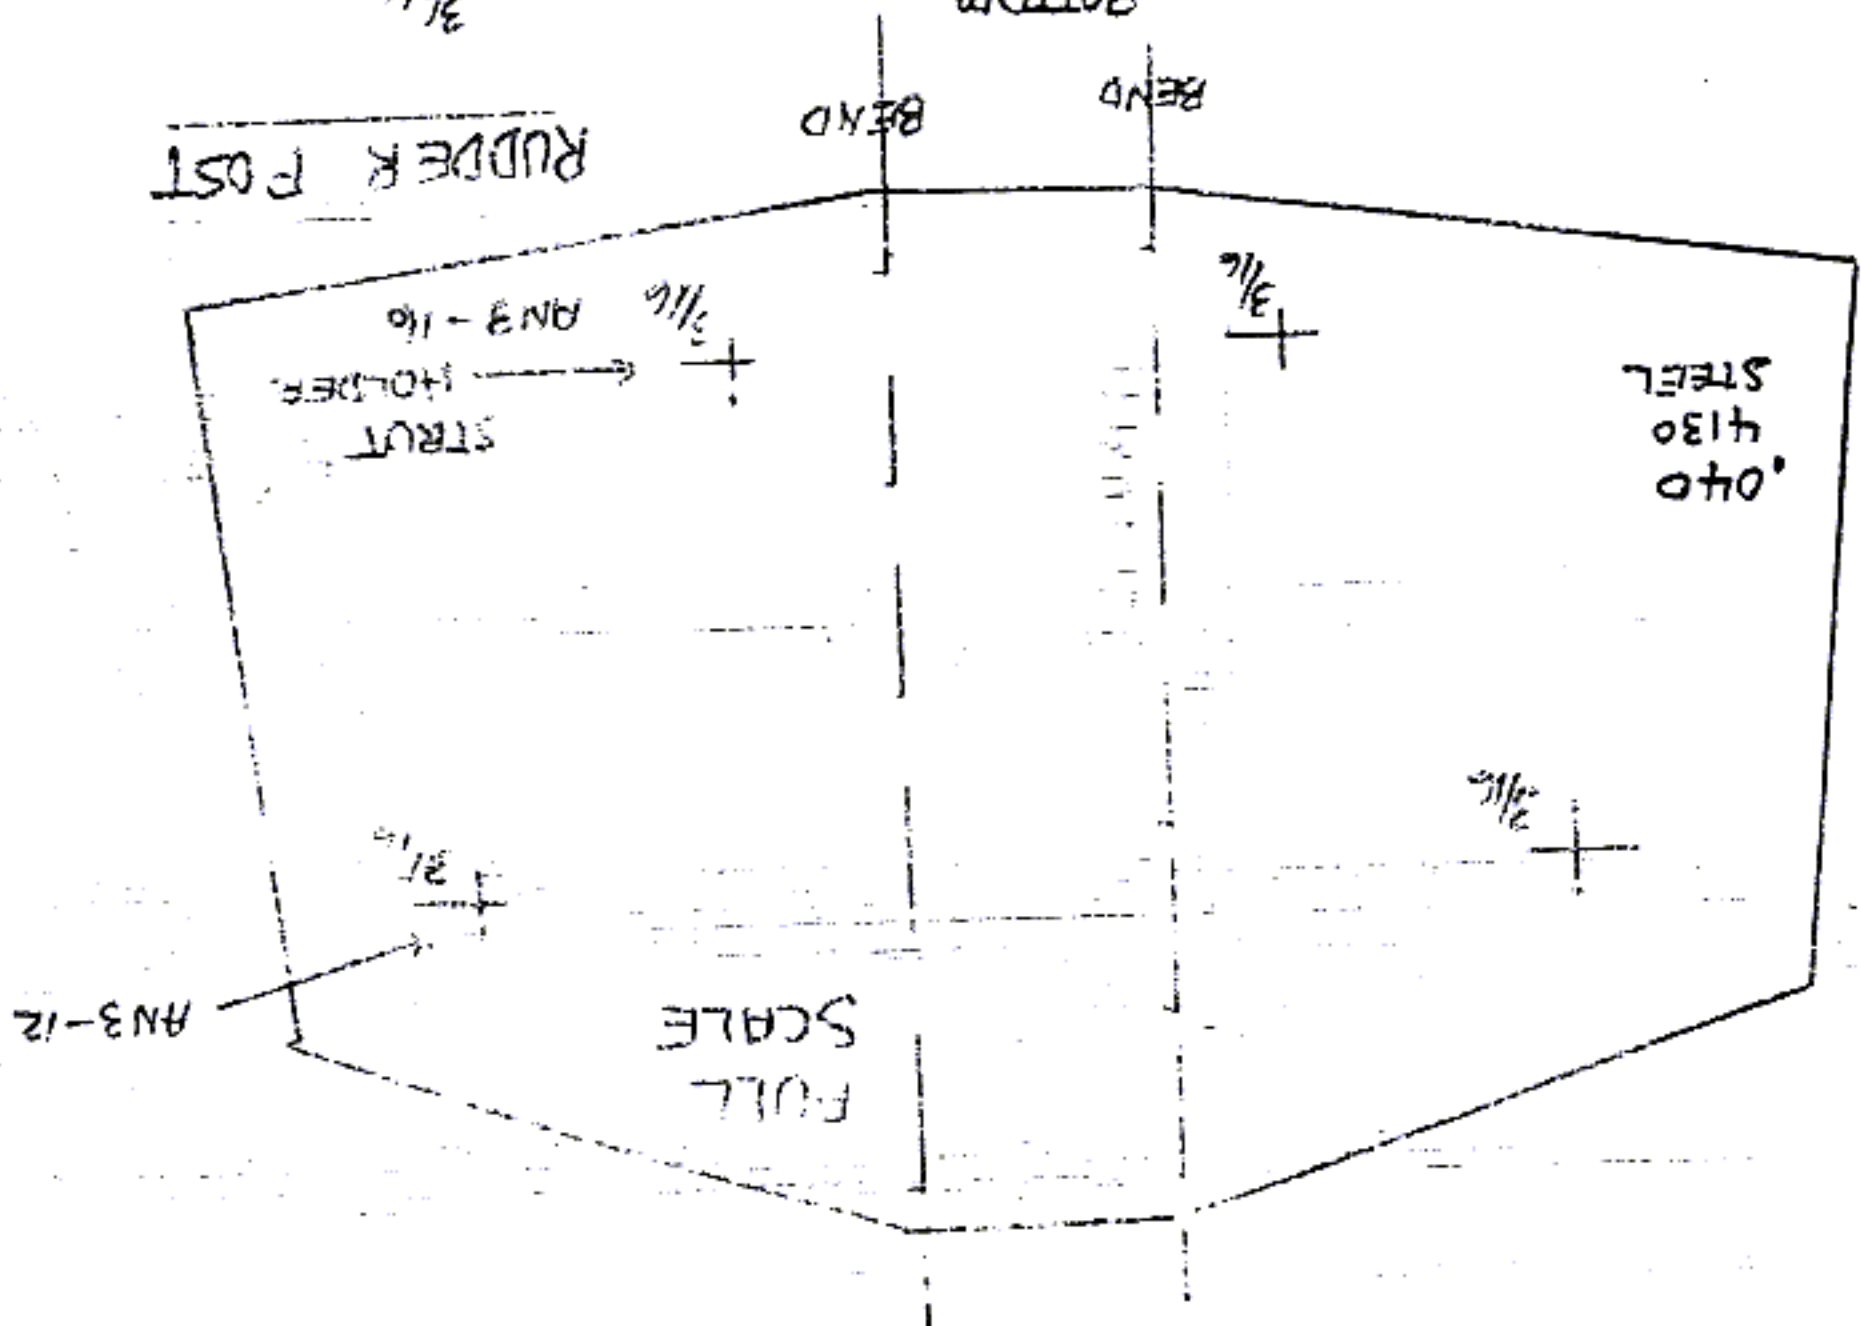 FULL
SCALE
AN3-12
3/16
3/16
.040
4130
STEEL
STRUT
HOLDER
AN3-16
3/16
3/16
RUDDER POST
BEND
BEND
BOTTOM